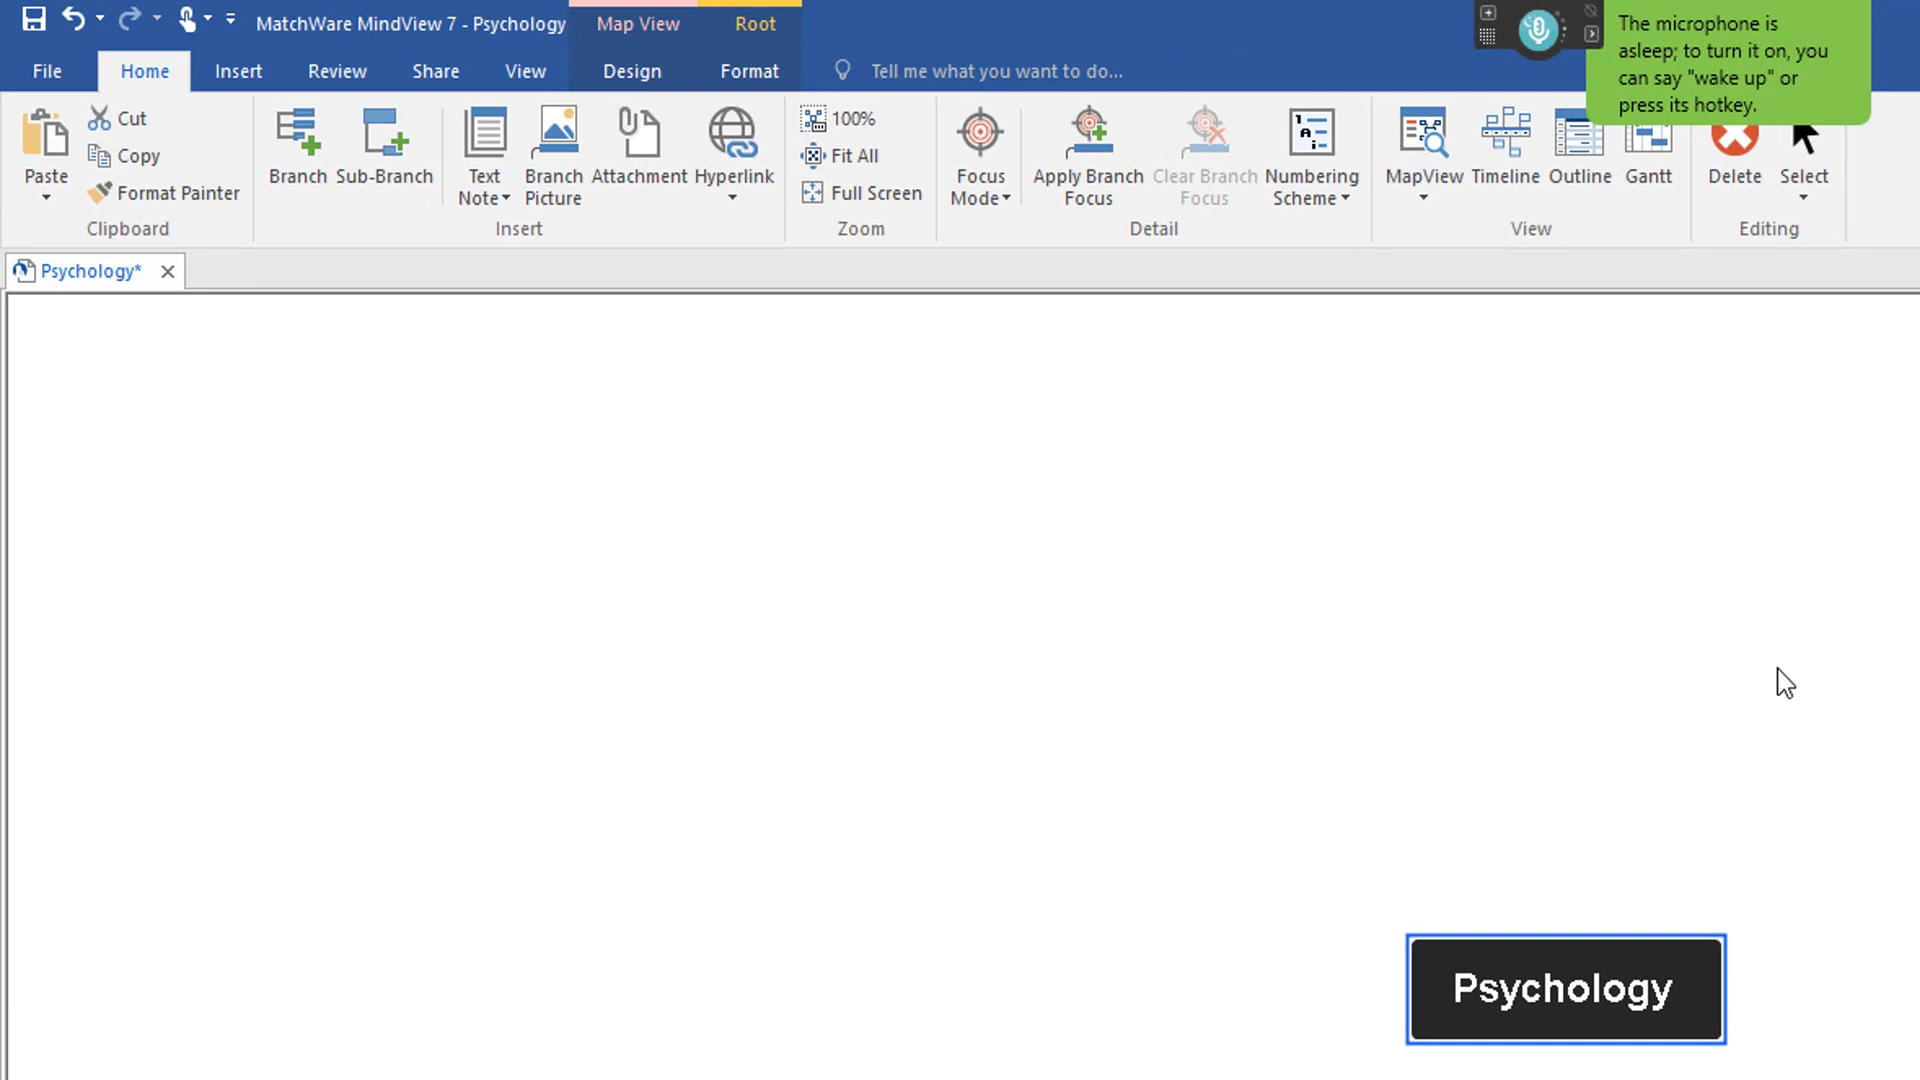 MatchWare MindView 7 - Psychology
Map View
Root
The microphone is
asleep; to turn it on, you
can say "wake up" or
press its hotkey.
File
Home
Insert
Review
Share
View
Design
Format
Tell me what you want to do...
Paste
Cut
Copy
Format Painter
Clipboard
Branch
Sub-Branch
Text
Note
Branch
Picture
Attachment
Hyperlink
Insert
100%
Fit All
Full Screen
Zoom
Focus
Mode
Apply Branch
Focus
Clear Branch
Focus
Numbering
Scheme
Detail
MapView
Timeline
Outline
Gantt
View
Delete
Select
Editing
Psychology*
Psychology